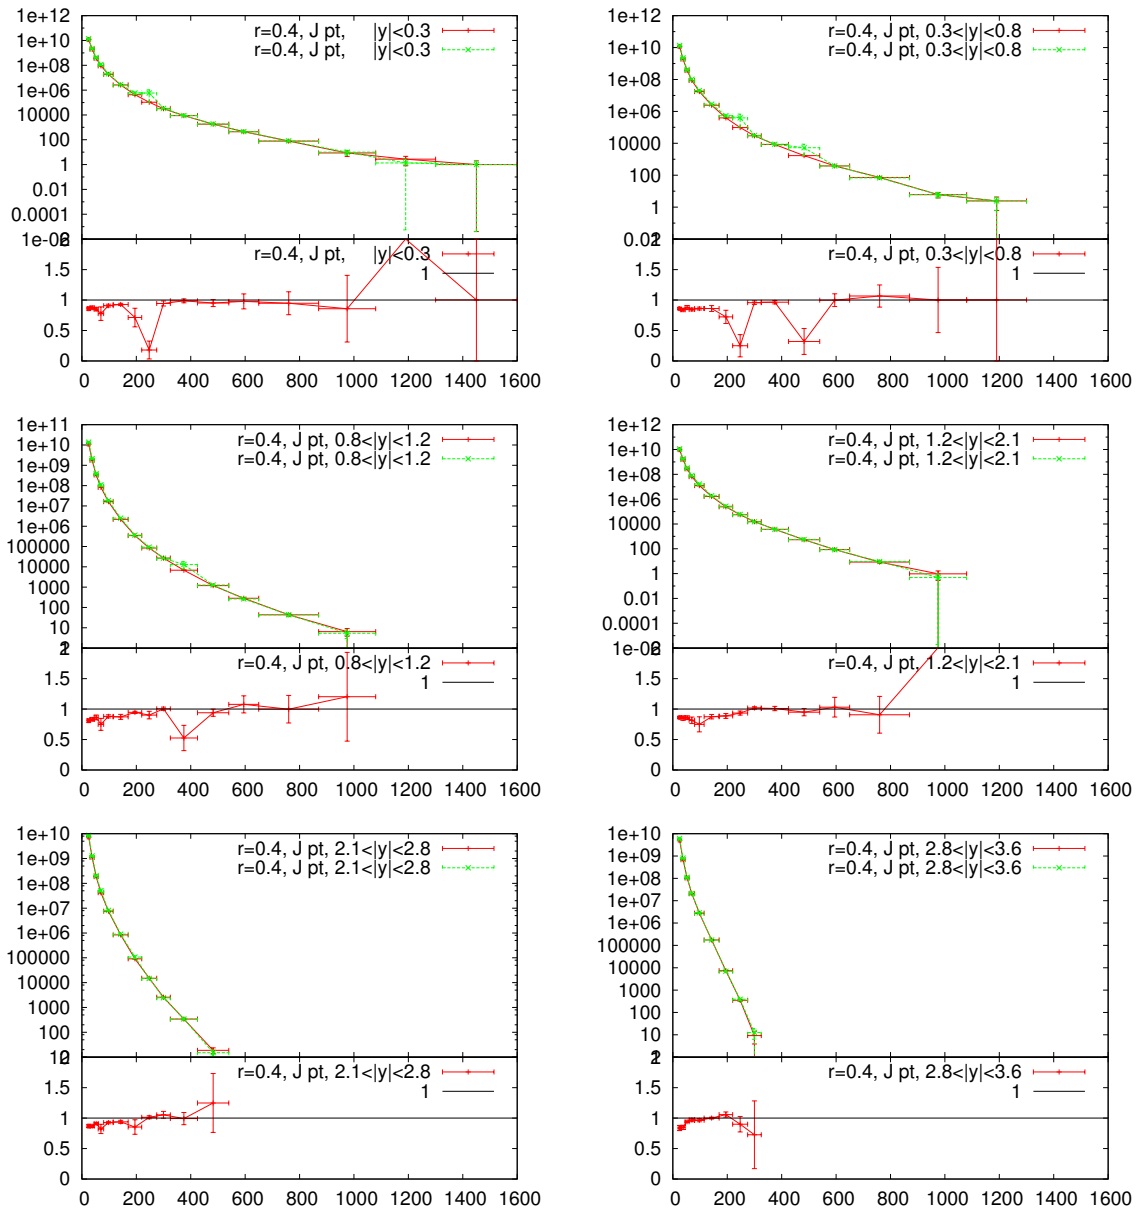 1e+12
1e+10
1e+08
1e+06
10000
100
1
0.01
0.0001
1e-06
r=0.4, J pt, |y|<0.3
r=0.4, J pt, |y|<0.3
2
1.5
1
0.5
0
r=0.4, J pt, |y|<0.3
1
0 200 400 600 800 1000 1200 1400 1600
1e+12
1e+10
1e+08
1e+06
10000
100
1
0.01
r=0.4, J pt, 0.3<|y|<0.8
r=0.4, J pt, 0.3<|y|<0.8
2
1.5
1
0.5
0
r=0.4, J pt, 0.3<|y|<0.8
1
0 200 400 600 800 1000 1200 1400 1600
1e+11
1e+10
1e+09
1e+08
1e+07
1e+06
100000
10000
1000
100
10
1
r=0.4, J pt, 0.8<|y|<1.2
r=0.4, J pt, 0.8<|y|<1.2
2
1.5
1
0.5
0
r=0.4, J pt, 0.8<|y|<1.2
1
0 200 400 600 800 1000 1200 1400 1600
1e+12
1e+10
1e+08
1e+06
10000
100
1
0.01
0.0001
1e-06
r=0.4, J pt, 1.2<|y|<2.1
r=0.4, J pt, 1.2<|y|<2.1
2
1.5
1
0.5
0
r=0.4, J pt, 1.2<|y|<2.1
1
0 200 400 600 800 1000 1200 1400 1600
1e+10
1e+09
1e+08
1e+07
1e+06
100000
10000
1000
100
10
r=0.4, J pt, 2.1<|y|<2.8
r=0.4, J pt, 2.1<|y|<2.8
2
1.5
1
0.5
0
r=0.4, J pt, 2.1<|y|<2.8
1
0 200 400 600 800 1000 1200 1400 1600
1e+10
1e+09
1e+08
1e+07
1e+06
100000
10000
1000
100
10
1
r=0.4, J pt, 2.8<|y|<3.6
r=0.4, J pt, 2.8<|y|<3.6
2
1.5
1
0.5
0
r=0.4, J pt, 2.8<|y|<3.6
1
0 200 400 600 800 1000 1200 1400 1600